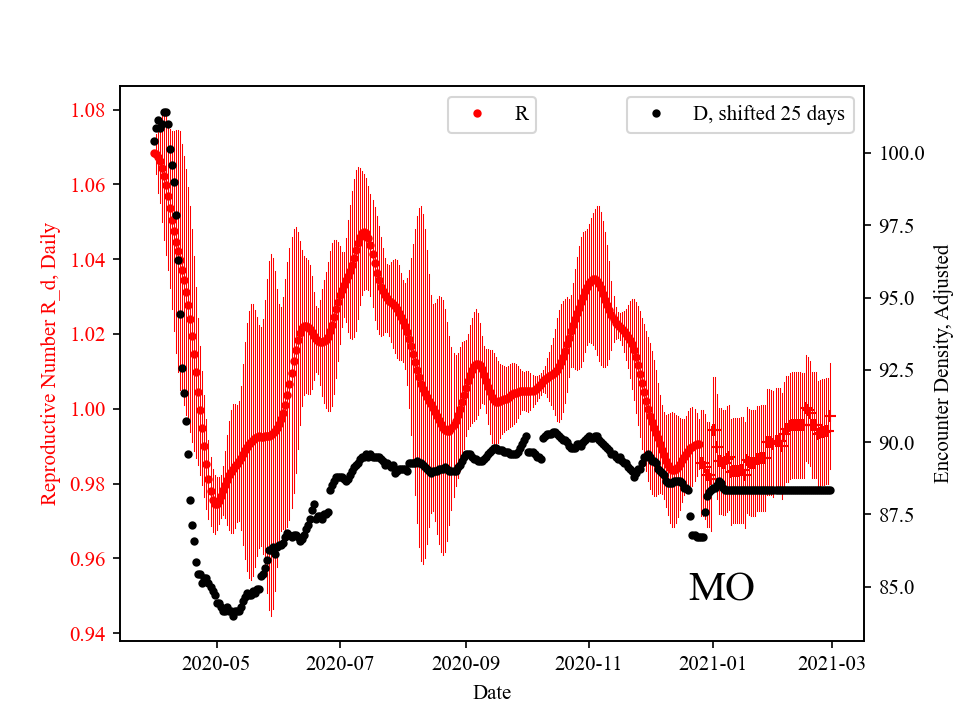 R
D, shifted 25 days
Reproductive Number R_d, Daily
1.08
1.06
1.04
1.02
1.00
0.98
0.96
0.94
100.0
97.5
95.0
92.5
90.0
87.5
85.0
Encounter Density, Adjusted
MO
2020-05 2020-07 2020-09 2020-11 2021-01 2021-03
Date